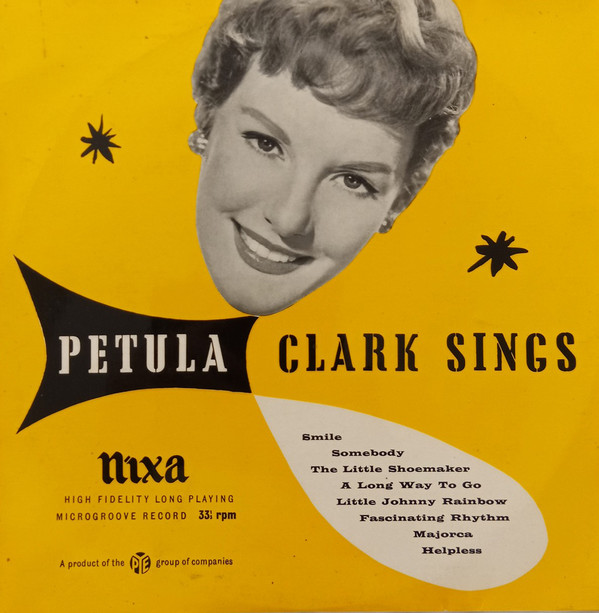 PETULA CLARK SINGS
Smile
Somebody
The Little Shoemaker
A Long Way To Go
Little Johnny Rainbow
Fascinating Rhythm
Majorca
Helpless
nixa
HIGH FIDELITY LONG PLAYING
MICROGROOVE RECORD 33⅓ rpm
A product of the PYE group of companies